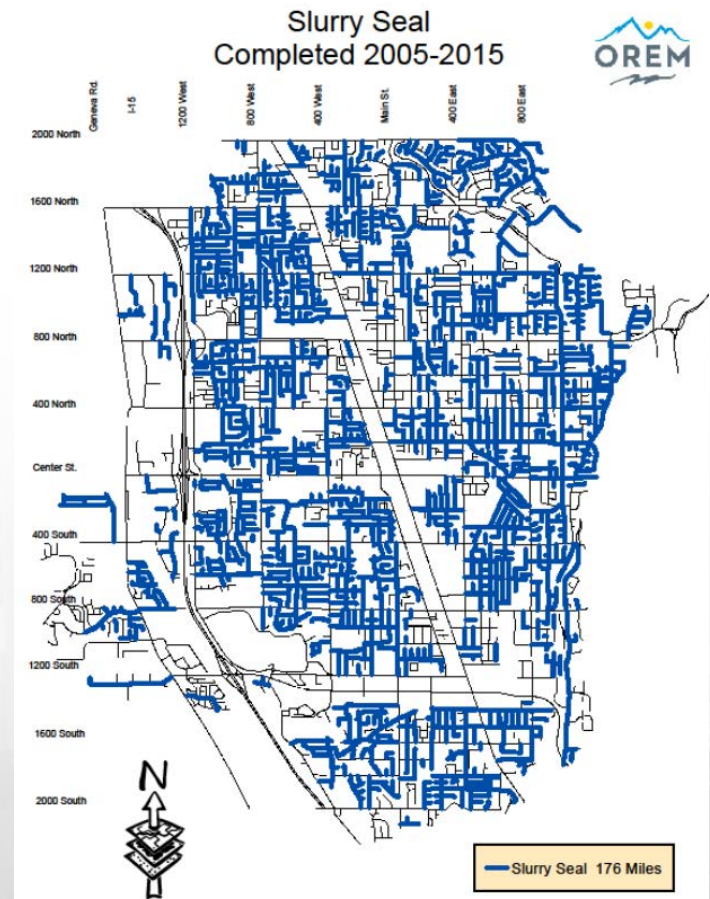 Slurry Seal
Completed 2005-2015
OREM
Geneva Rd.
I-15
1200 West
800 West
400 West
Main St.
400 East
800 East
2000 North
1600 North
1200 North
800 North
400 North
Center St.
400 South
800 South
1200 South
1600 South
2000 South
N
Slurry Seal 176 Miles